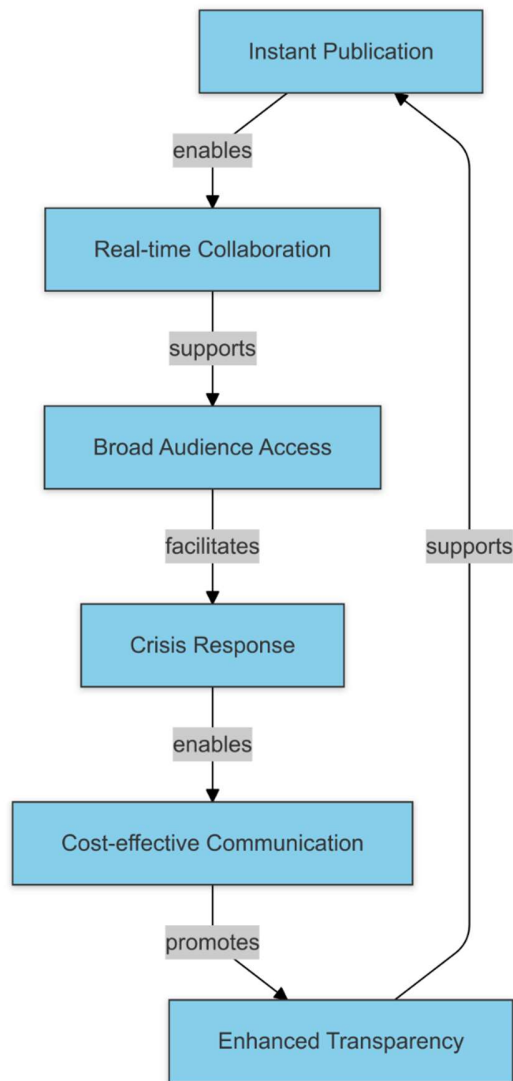 Instant Publication
enables
Real-time Collaboration
supports
Broad Audience Access
facilitates
supports
Crisis Response
enables
Cost-effective Communication
promotes
Enhanced Transparency